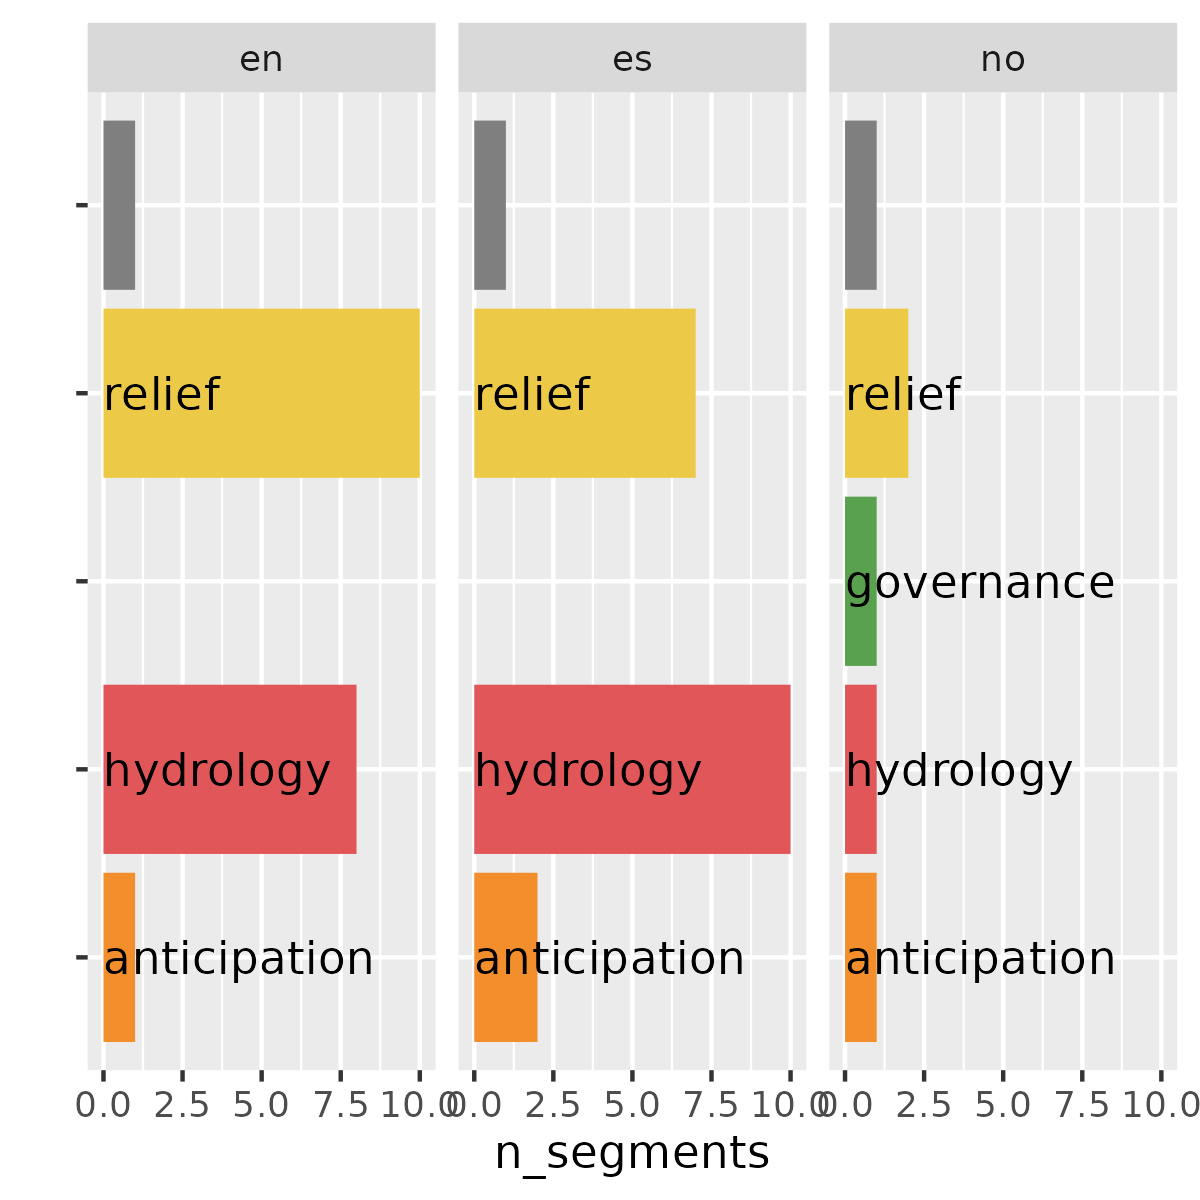 en es no
relief relief relief
governance
hydrology hydrology hydrology
anticipation anticipation anticipation
0.0 2.5 5.0 7.5 10.0 0.0 2.5 5.0 7.5 10.0 0.0 2.5 5.0 7.5 10.0
n_segments